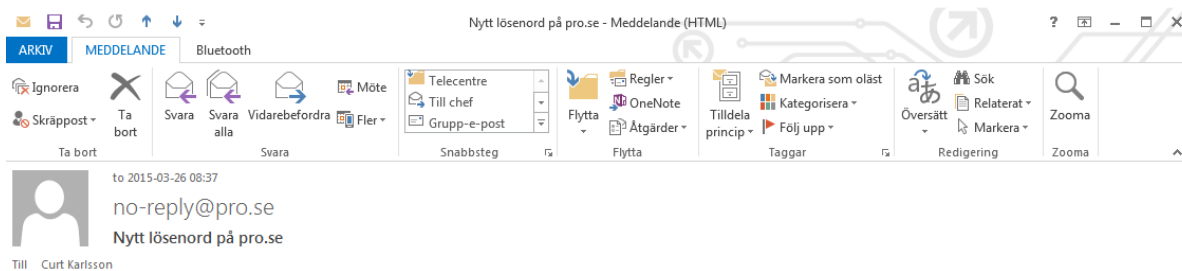 Nytt lösenord på pro.se - Meddelande (HTML)
?
ARKIV MEDDELANDE Bluetooth
Ignorera
Skräppost
Ta bort
Ta bort
Svara
Svara alla
Vidarebefordra
Möte
Fler
Svara
Telecentre
Till chef
Grupp-e-post
Snabbsteg
Flytta
Regler
OneNote
Åtgärder
Flytta
Tilldela princip
Markera som oläst
Kategorisera
Följ upp
Taggar
Översätt
Sök
Relaterat
Markera
Redigering
Zooma
Zooma
to 2015-03-26 08:37
no-reply@pro.se
Nytt lösenord på pro.se
Till Curt Karlsson